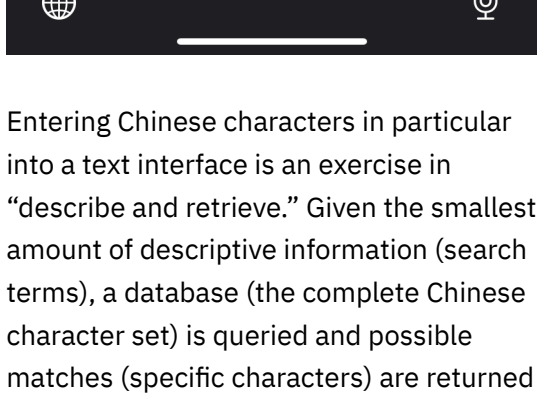 Entering Chinese characters in particular
into a text interface is an exercise in
“describe and retrieve.” Given the smallest
amount of descriptive information (search
terms), a database (the complete Chinese
character set) is queried and possible
matches (specific characters) are returned